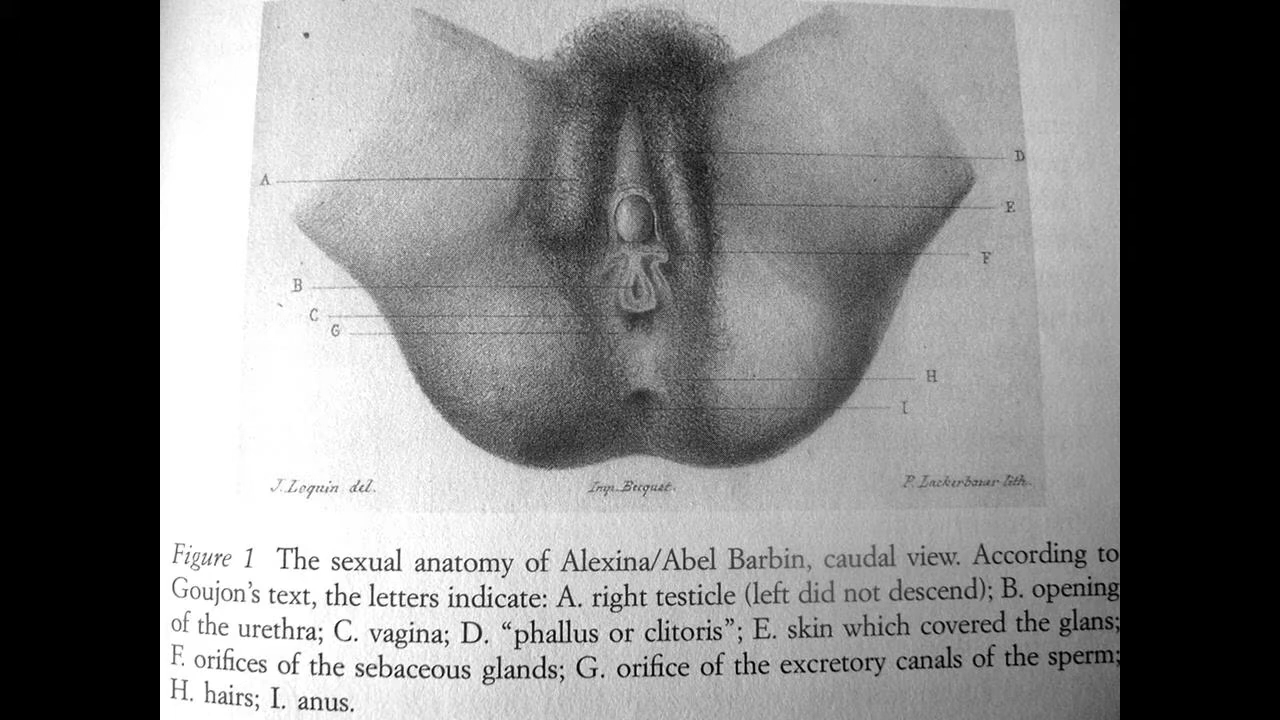 D
A
E
F
B
C
G
H
I
J. Loquin del. Imp. Becquet. P. Lackerbauer lith.
Figure 1 The sexual anatomy of Alexina/Abel Barbin, caudal view. According to
Goujon's text, the letters indicate: A. right testicle (left did not descend); B. opening
of the urethra; C. vagina; D. “phallus or clitoris”; E. skin which covered the glans;
F. orifices of the sebaceous glands; G. orifice of the excretory canals of the sperm;
H. hairs; I. anus.